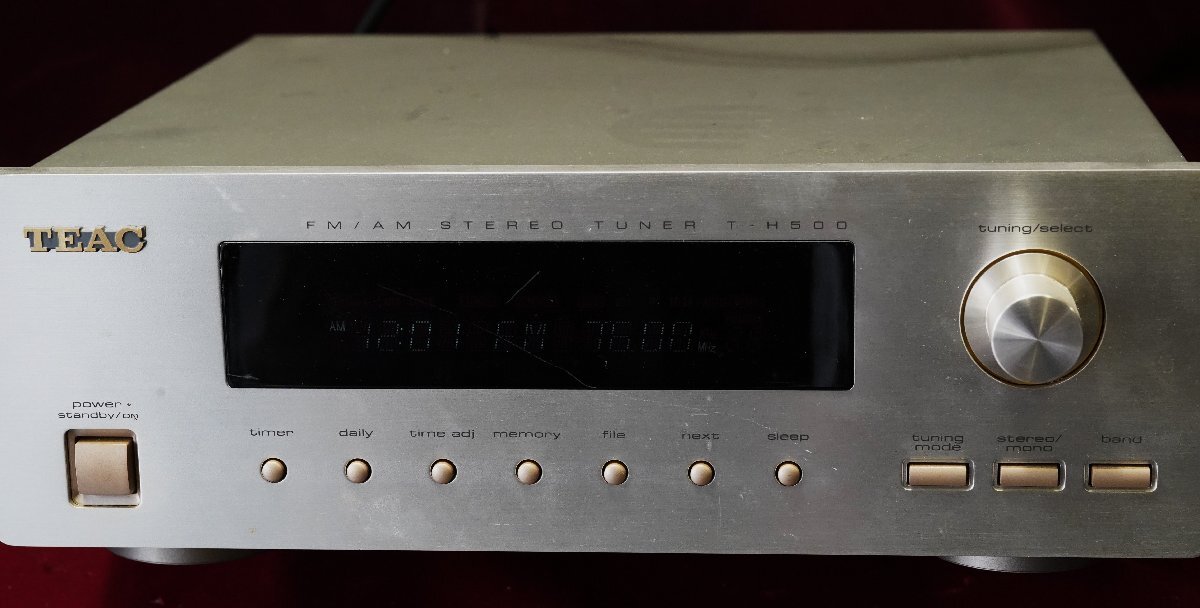 FM/AM STEREO TUNER T-H500
TEAC
tuning/select
AM 12:01 FM 76.00 MHz
power
standby/on
timer daily time adj memory file next sleep
tuning mode
stereo/mono
band